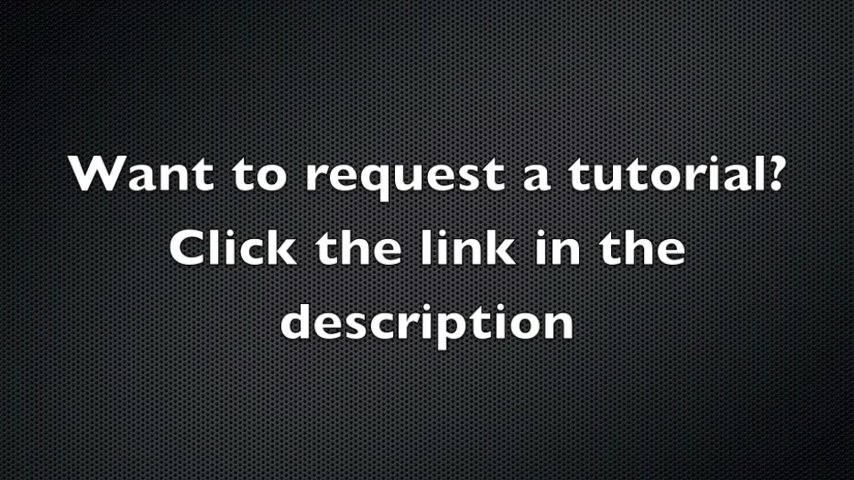 Want to request a tutorial?
Click the link in the
description